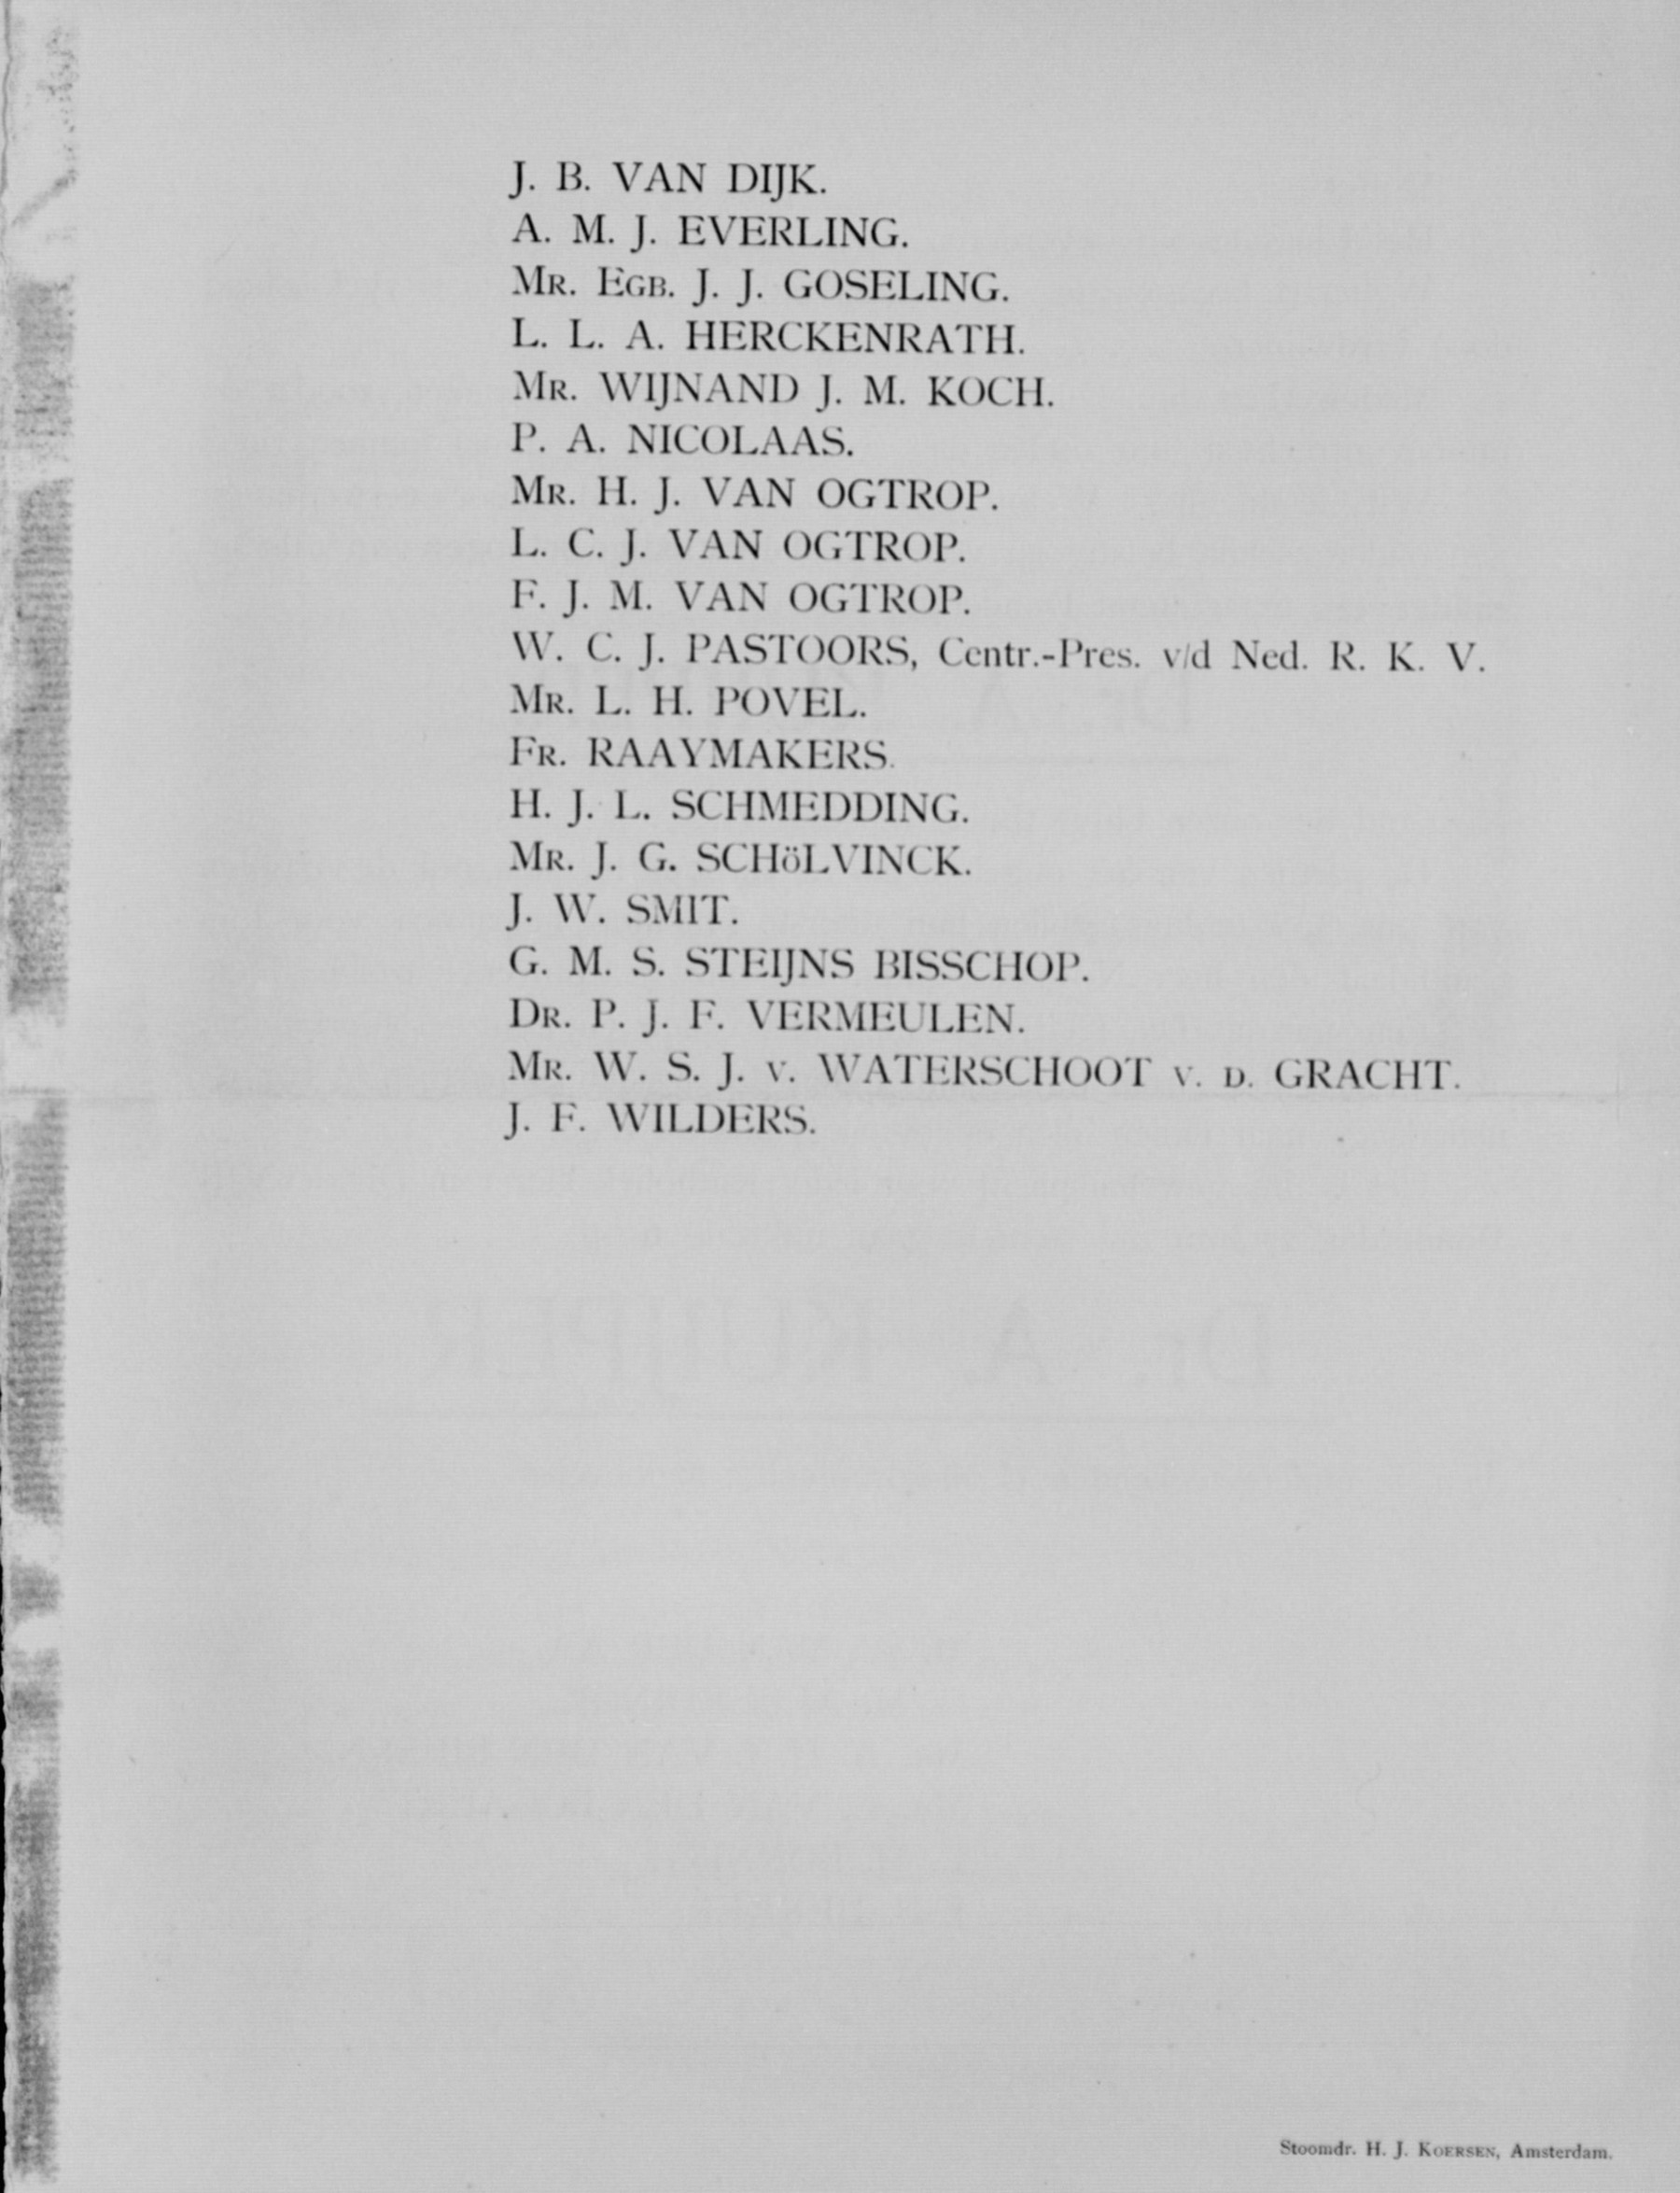 J. B. VAN DIJK.
A. M. J. EVERLING.
MR. EGB. J. J. GOSELING.
L. L. A. HERCKENRATH.
MR. WIJNAND J. M. KOCH.
P. A. NICOLAAS.
MR. H. J. VAN OGTROP.
L. C. J. VAN OGTROP.
F. J. M. VAN OGTROP.
W. C. J. PASTOORS, Centr.-Pres. v/d Ned. R. K. V.
MR. L. H. POVEL.
FR. RAAYMAKERS.
H. J. L. SCHMEDDING.
MR. J. G. SCHöLVINCK.
J. W. SMIT.
G. M. S. STEIJNS BISSCHOP.
DR. P. J. F. VERMEULEN.
MR. W. S. J. V. WATERSCHOOT V. D. GRACHT.
J. F. WILDERS.
Stoomdr. H. J. KOERSEN, Amsterdam.